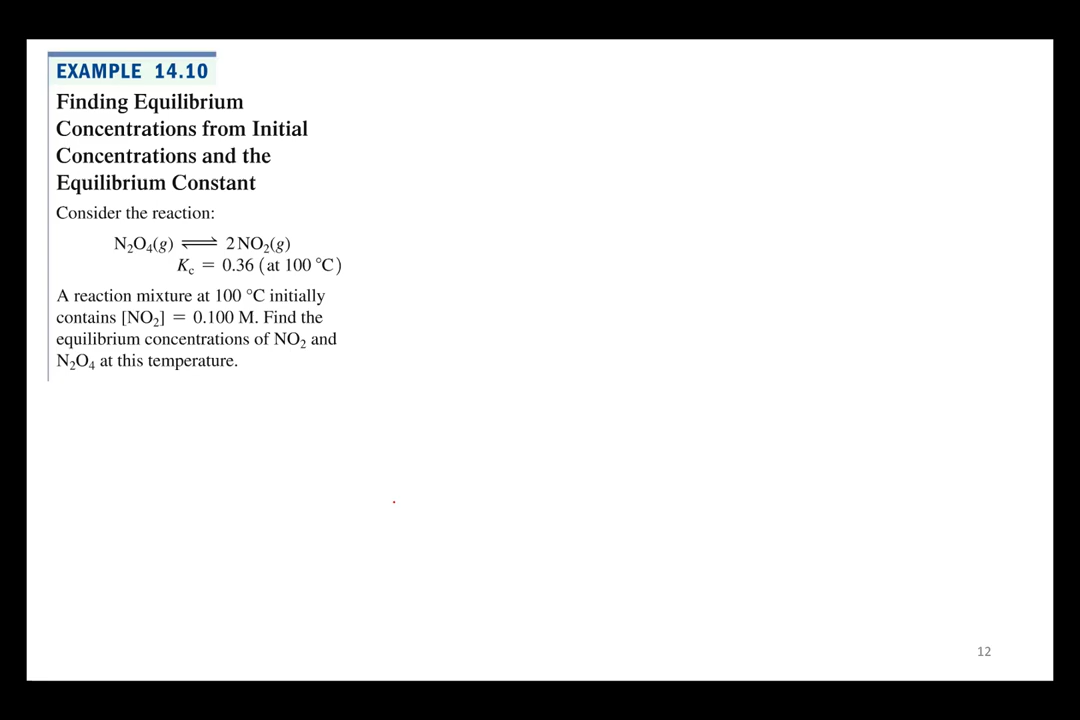 EXAMPLE 14.10
Finding Equilibrium
Concentrations from Initial
Concentrations and the
Equilibrium Constant
Consider the reaction:
N₂O₄(g) ⇌ 2 NO₂(g)
K꜀ = 0.36 (at 100 °C)
A reaction mixture at 100 °C initially
contains [NO₂] = 0.100 M. Find the
equilibrium concentrations of NO₂ and
N₂O₄ at this temperature.
12